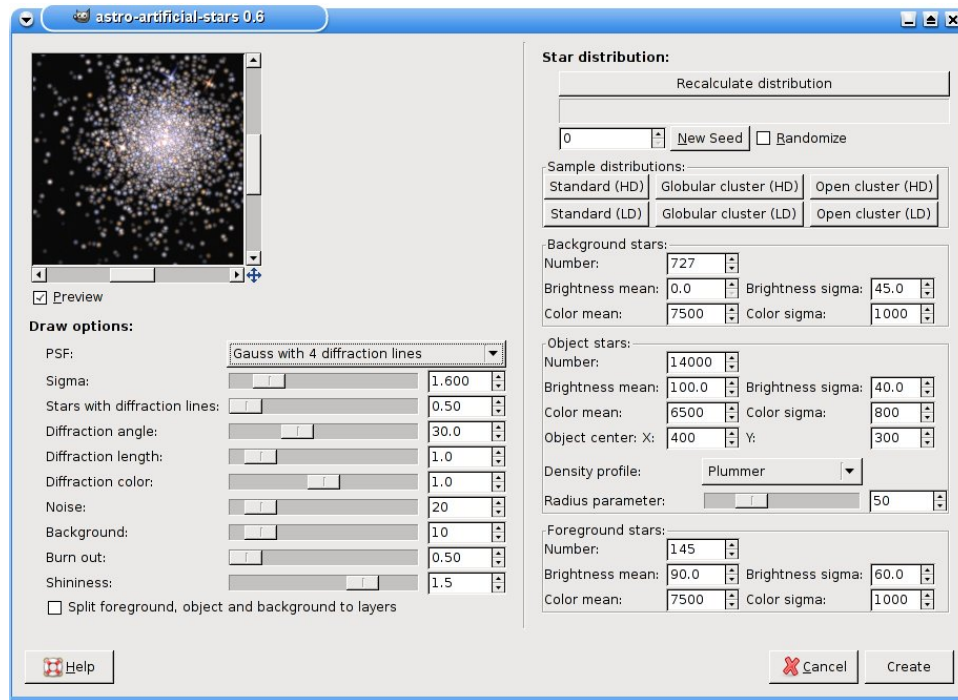 astro-artificial-stars 0.6
Preview
Draw options:
PSF: Gauss with 4 diffraction lines
Sigma: 1.600
Stars with diffraction lines: 0.50
Diffraction angle: 30.0
Diffraction length: 1.0
Diffraction color: 1.0
Noise: 20
Background: 10
Burn out: 0.50
Shininess: 1.5
Split foreground, object and background to layers
Star distribution:
Recalculate distribution
0 New Seed Randomize
Sample distributions:
Standard (HD) Globular cluster (HD) Open cluster (HD)
Standard (LD) Globular cluster (LD) Open cluster (LD)
Background stars:
Number: 727
Brightness mean: 0.0 Brightness sigma: 45.0
Color mean: 7500 Color sigma: 1000
Object stars:
Number: 14000
Brightness mean: 100.0 Brightness sigma: 40.0
Color mean: 6500 Color sigma: 800
Object center: X: 400 Y: 300
Density profile: Plummer
Radius parameter: 50
Foreground stars:
Number: 145
Brightness mean: 90.0 Brightness sigma: 60.0
Color mean: 7500 Color sigma: 1000
Help Cancel Create